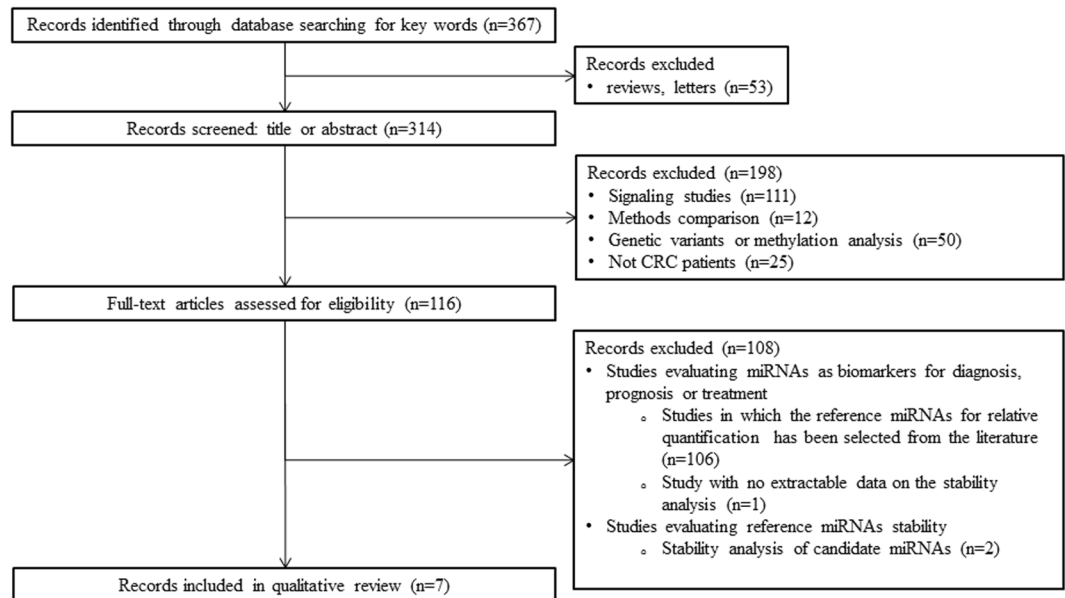 Records identified through database searching for key words (n=367)
Records excluded
• reviews, letters (n=53)
Records screened: title or abstract (n=314)
Records excluded (n=198)
• Signaling studies (n=111)
• Methods comparison (n=12)
• Genetic variants or methylation analysis (n=50)
• Not CRC patients (n=25)
Full-text articles assessed for eligibility (n=116)
Records excluded (n=108)
• Studies evaluating miRNAs as biomarkers for diagnosis,
prognosis or treatment
o Studies in which the reference miRNAs for relative
quantification has been selected from the literature
(n=106)
o Study with no extractable data on the stability
analysis (n=1)
• Studies evaluating reference miRNAs stability
o Stability analysis of candidate miRNAs (n=2)
Records included in qualitative review (n=7)